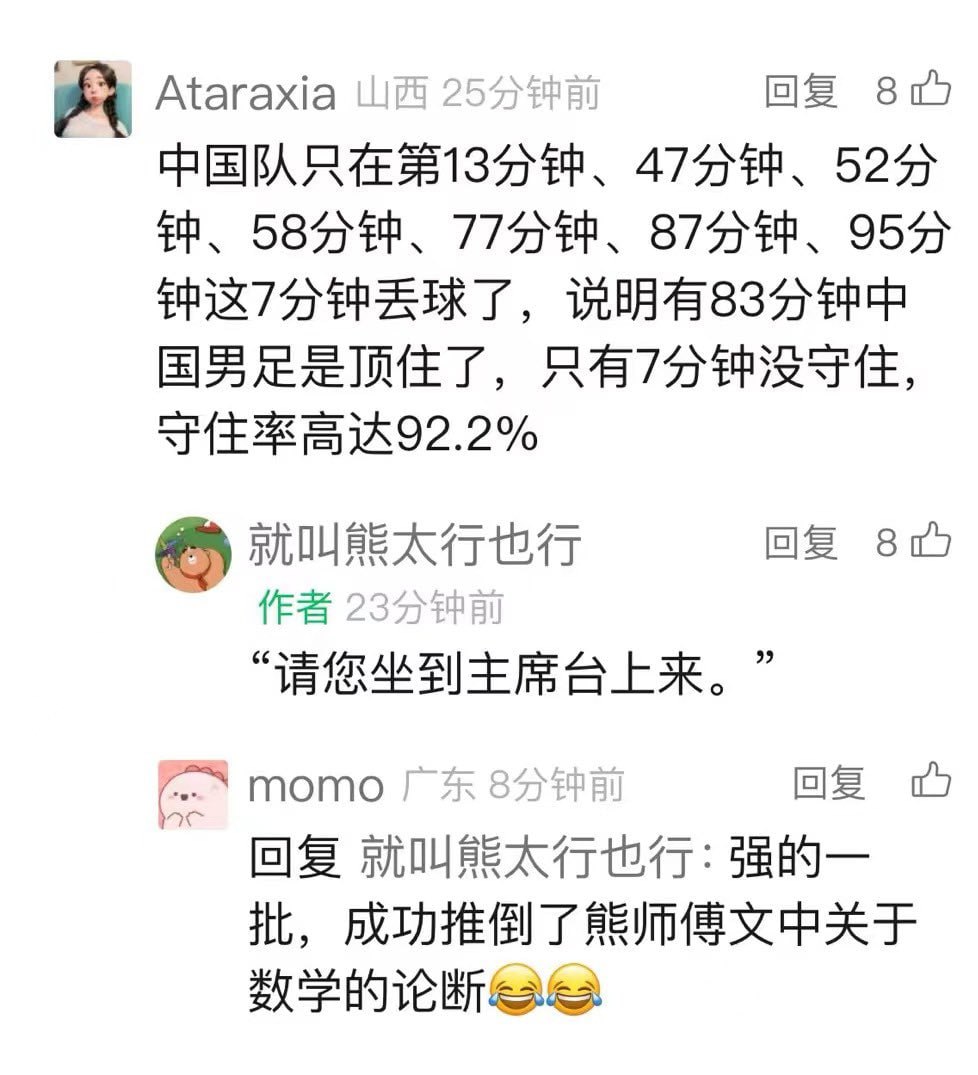 Ataraxia 山西 25分钟前 回复 8
中国队只在第13分钟、47分钟、52分
钟、58分钟、77分钟、87分钟、95分
钟这7分钟丢球了，说明有83分钟中
国男足是顶住了，只有7分钟没守住，
守住率高达92.2%
就叫熊太行也行 回复 8
作者 23分钟前
“请您坐到主席台上来。”
momo 广东 8分钟前 回复
回复 就叫熊太行也行：强的一
批，成功推倒了熊师傅文中关于
数学的论断😂😂